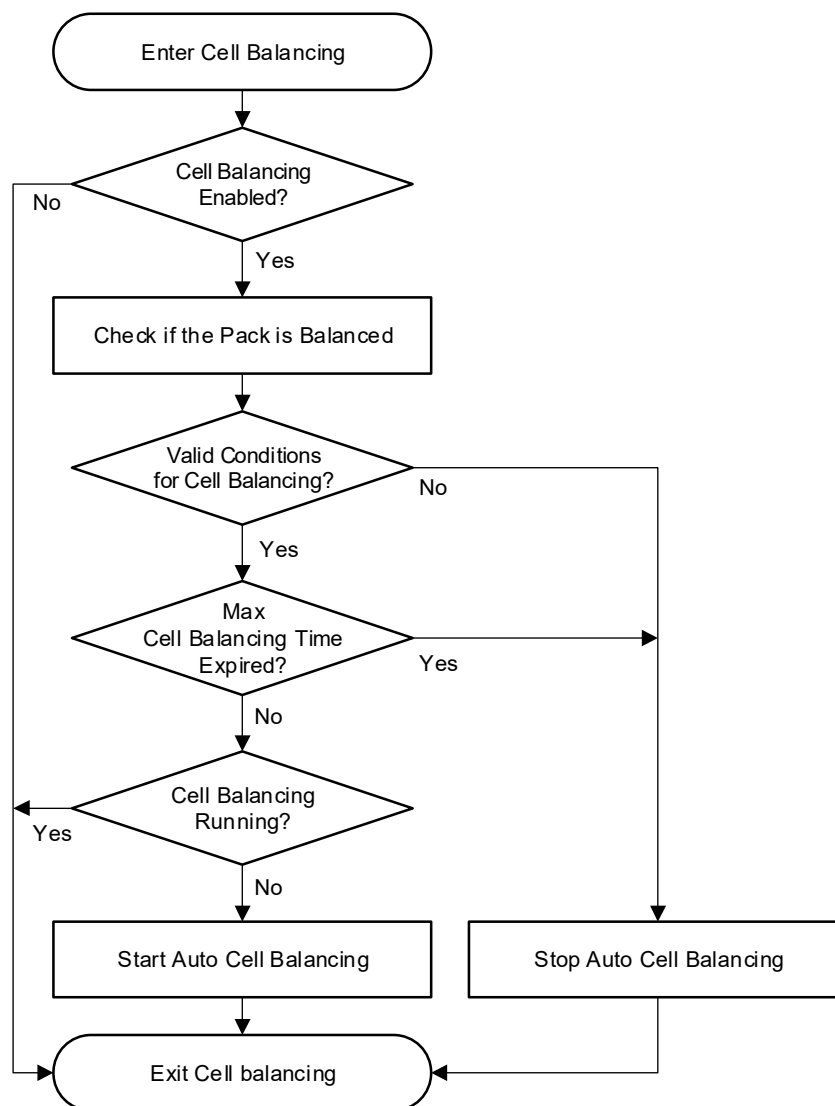 Enter Cell Balancing
Cell Balancing
Enabled?
No
Yes
Check if the Pack is Balanced
Valid Conditions
for Cell Balancing?
No
Yes
Max
Cell Balancing Time
Expired?
Yes
No
Cell Balancing
Running?
Yes
No
Start Auto Cell Balancing
Stop Auto Cell Balancing
Exit Cell balancing